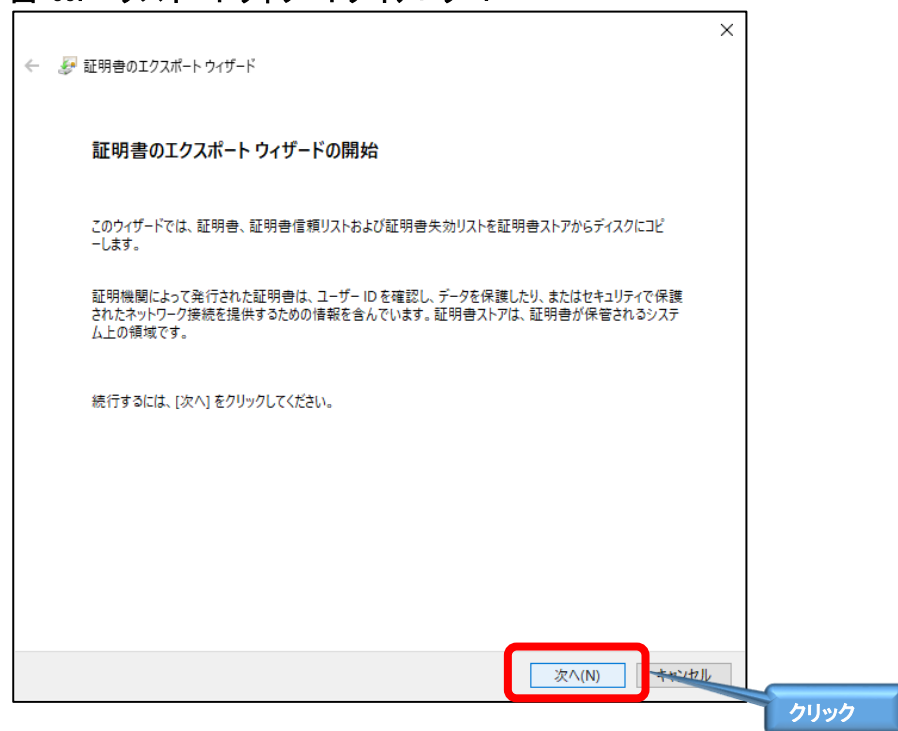 証明書のエクスポート ウィザード
証明書のエクスポート ウィザードの開始
このウィザードでは、証明書、証明書信頼リストおよび証明書失効リストを証明書ストアからディスクにコピ
ーします。
証明機関によって発行された証明書は、ユーザー ID を確認し、データを保護したり、またはセキュリティで保護
されたネットワーク接続を提供するための情報を含んでいます。証明書ストアは、証明書が保管されるシステ
ム上の領域です。
続行するには、[次へ] をクリックしてください。
次へ(N)
キャンセル
クリック